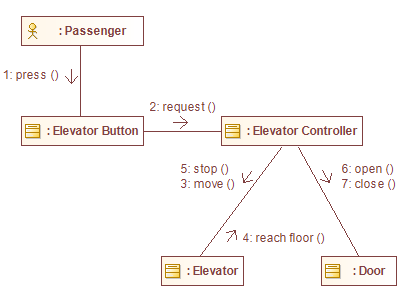 : Passenger
1: press ()
2: request ()
: Elevator Button
: Elevator Controller
5: stop ()
3: move ()
6: open ()
7: close ()
4: reach floor ()
: Elevator
: Door